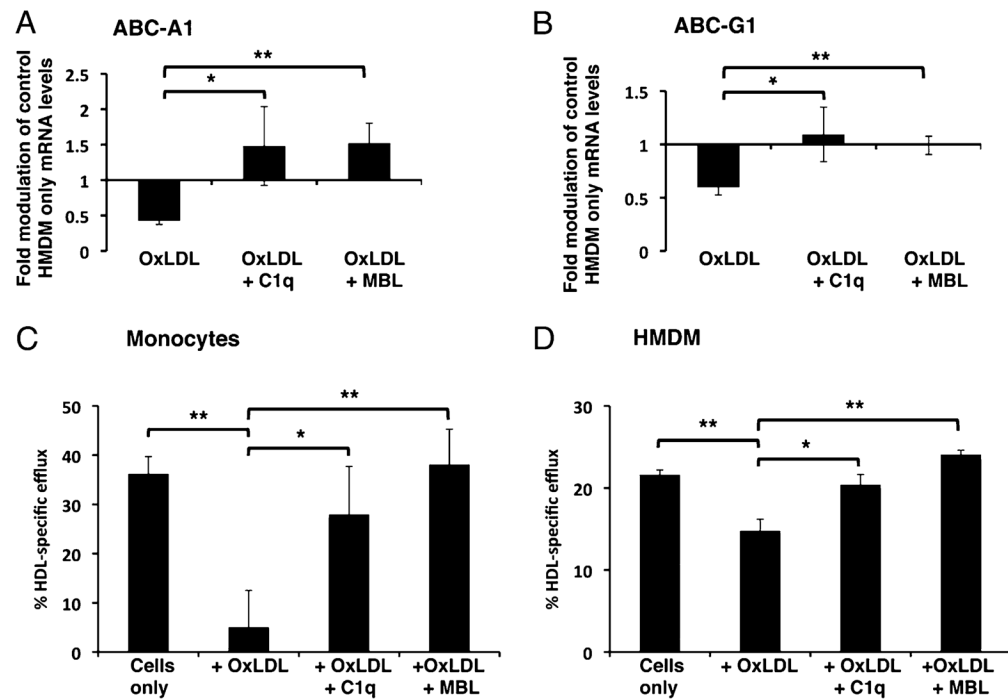 A
ABC-A1
Fold modulation of control
HMDM only mRNA levels
2.5
2
1.5
1
0.5
0
*
**
OxLDL
OxLDL
+ C1q
OxLDL
+ MBL
B
ABC-G1
Fold modulation of control
HMDM only mRNA levels
1.5
1
0.5
0
*
**
OxLDL
OxLDL
+ C1q
OxLDL
+ MBL
C
Monocytes
% HDL-specific efflux
50
40
30
20
10
0
**
*
**
Cells
only
+ OxLDL
+ OxLDL
+ C1q
+OxLDL
+ MBL
D
HMDM
% HDL-specific efflux
30
20
10
0
**
*
**
Cells
only
+ OxLDL
+ OxLDL
+ C1q
+OxLDL
+ MBL